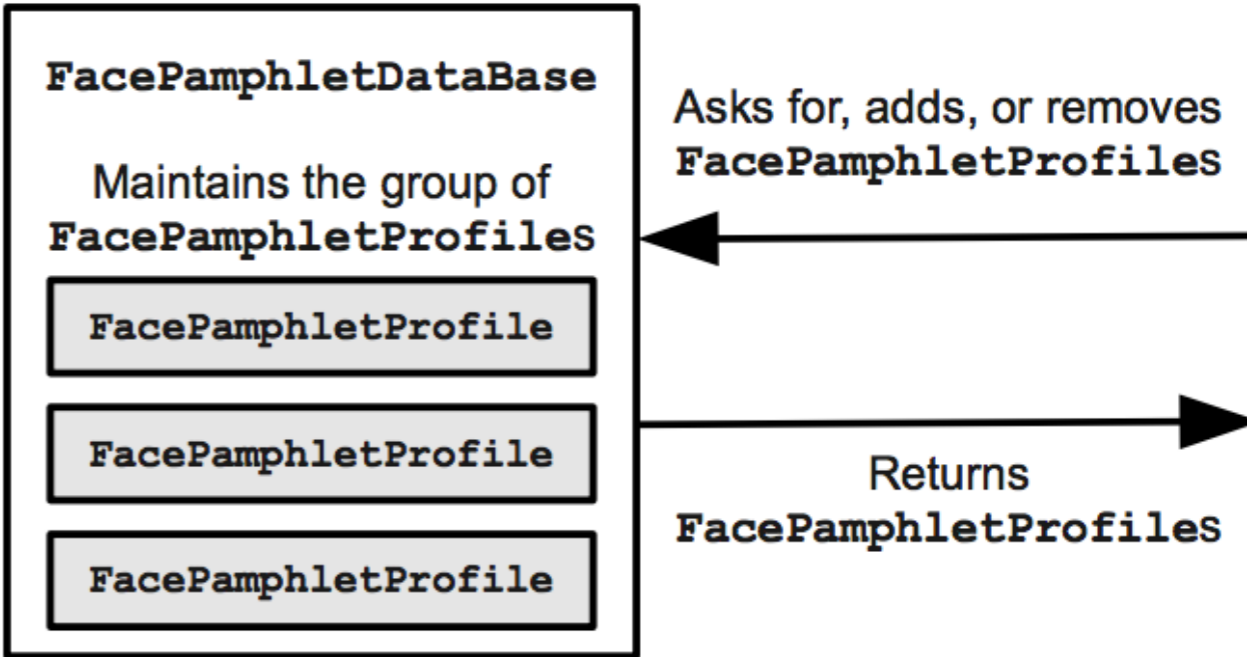 FacePamphletDataBase
Maintains the group of
FacePamphletProfiles
FacePamphletProfile
FacePamphletProfile
FacePamphletProfile
Asks for, adds, or removes
FacePamphletProfiles
Returns
FacePamphletProfiles